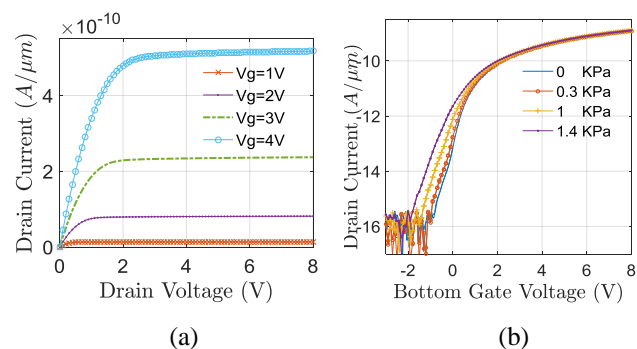 ×10⁻¹⁰
Drain Current (A/μm)
4
2
0
0 2 4 6 8
Drain Voltage (V)
Vg=1V
Vg=2V
Vg=3V
Vg=4V
(a)
Drain Current (A/μm)
10
12
14
16
-2 0 2 4 6 8
Bottom Gate Voltage (V)
0 KPa
0.3 KPa
1 KPa
1.4 KPa
(b)